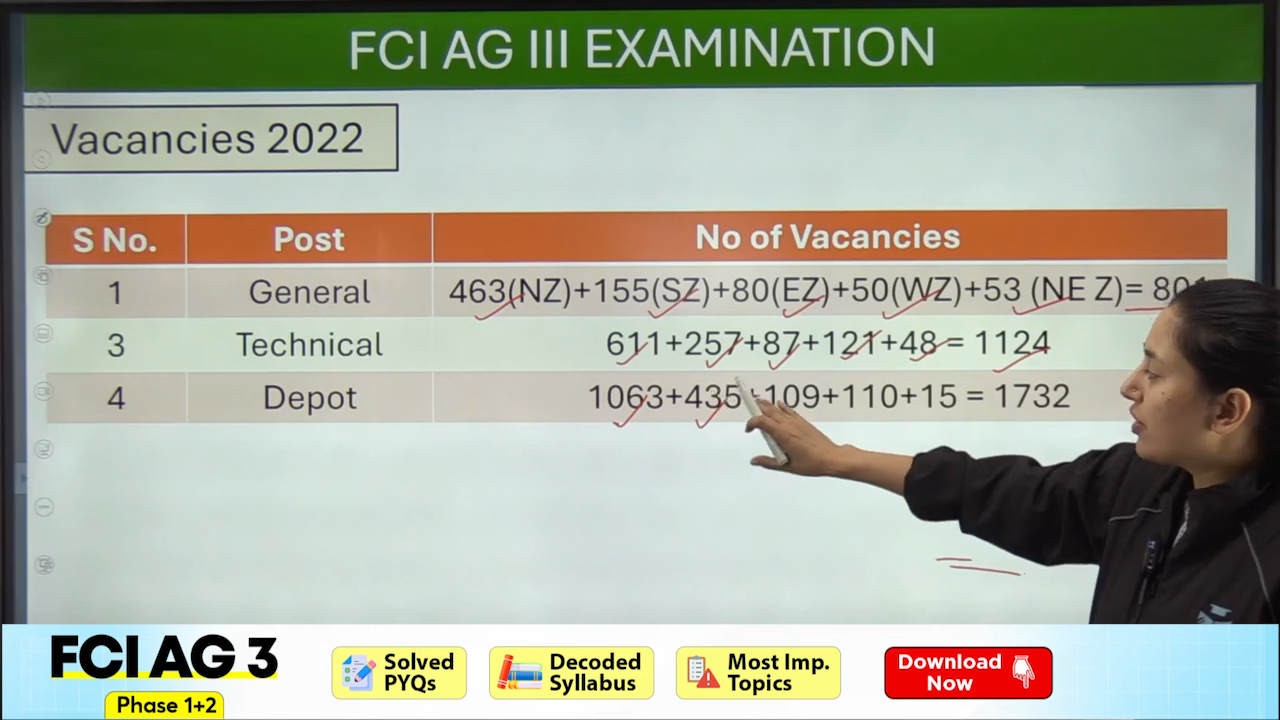 FCI AG III EXAMINATION
Vacancies 2022
S No. Post No of Vacancies
1 General 463(NZ)+155(SZ)+80(EZ)+50(WZ)+53 (NE Z)= 801
3 Technical 611+257+87+121+48 = 1124
4 Depot 1063+435+109+110+15 = 1732
FCI AG 3
Phase 1+2
Solved
PYQs
Decoded
Syllabus
Most Imp.
Topics
Download
Now